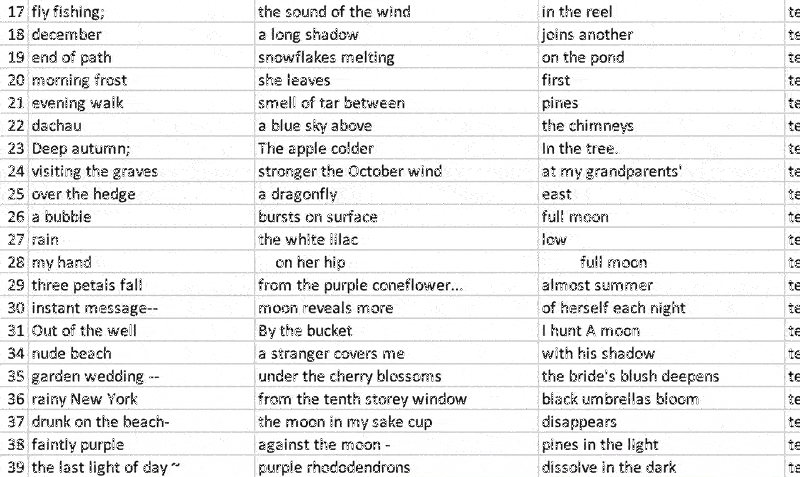 17 fly fishing; the sound of the wind in the reel te
18 december a long shadow joins another te
19 end of path snowflakes melting on the pond te
20 morning frost she leaves first te
21 evening walk smell of tar between pines te
22 dachau a blue sky above the chimneys te
23 Deep autumn; The apple colder In the tree. te
24 visiting the graves stronger the October wind at my grandparents' te
25 over the hedge a dragonfly east te
26 a bubble bursts on surface full moon te
27 rain the white lilac low te
28 my hand on her hip full moon te
29 three petals fall from the purple coneflower... almost summer te
30 instant message-- moon reveals more of herself each night te
31 Out of the well By the bucket I hunt A moon te
34 nude beach a stranger covers me with his shadow te
35 garden wedding -- under the cherry blossoms the bride's blush deepens te
36 rainy New York from the tenth storey window black umbrellas bloom te
37 drunk on the beach- the moon in my sake cup disappears te
38 faintly purple against the moon - pines in the light te
39 the last light of day ~ purple rhododendrons dissolve in the dark te